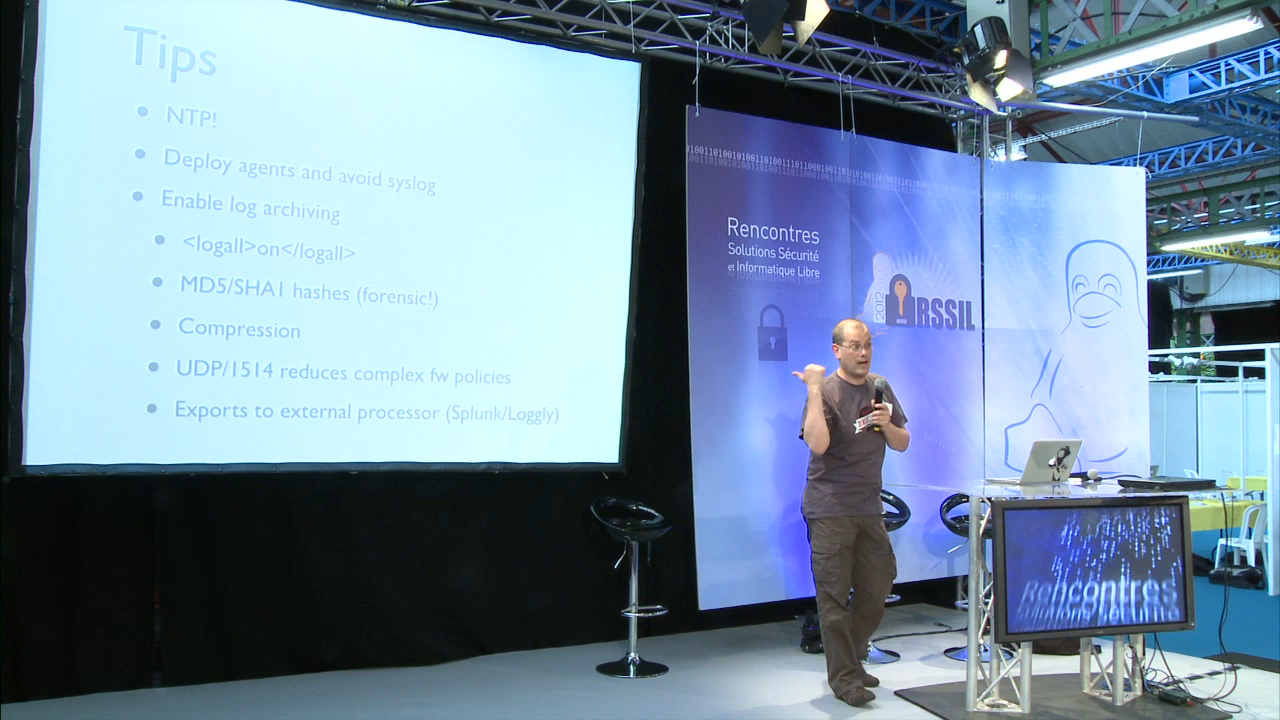 Tips
NTP!
Deploy agents and avoid syslog
Enable log archiving
<logall>on</logall>
MD5/SHA1 hashes (forensic!)
Compression
UDP/1514 reduces complex fw policies
Exports to external processor (Splunk/Loggly)
Rencontres
Solutions Sécurité
et Informatique Libre
2012
RSSIL
Rencontres